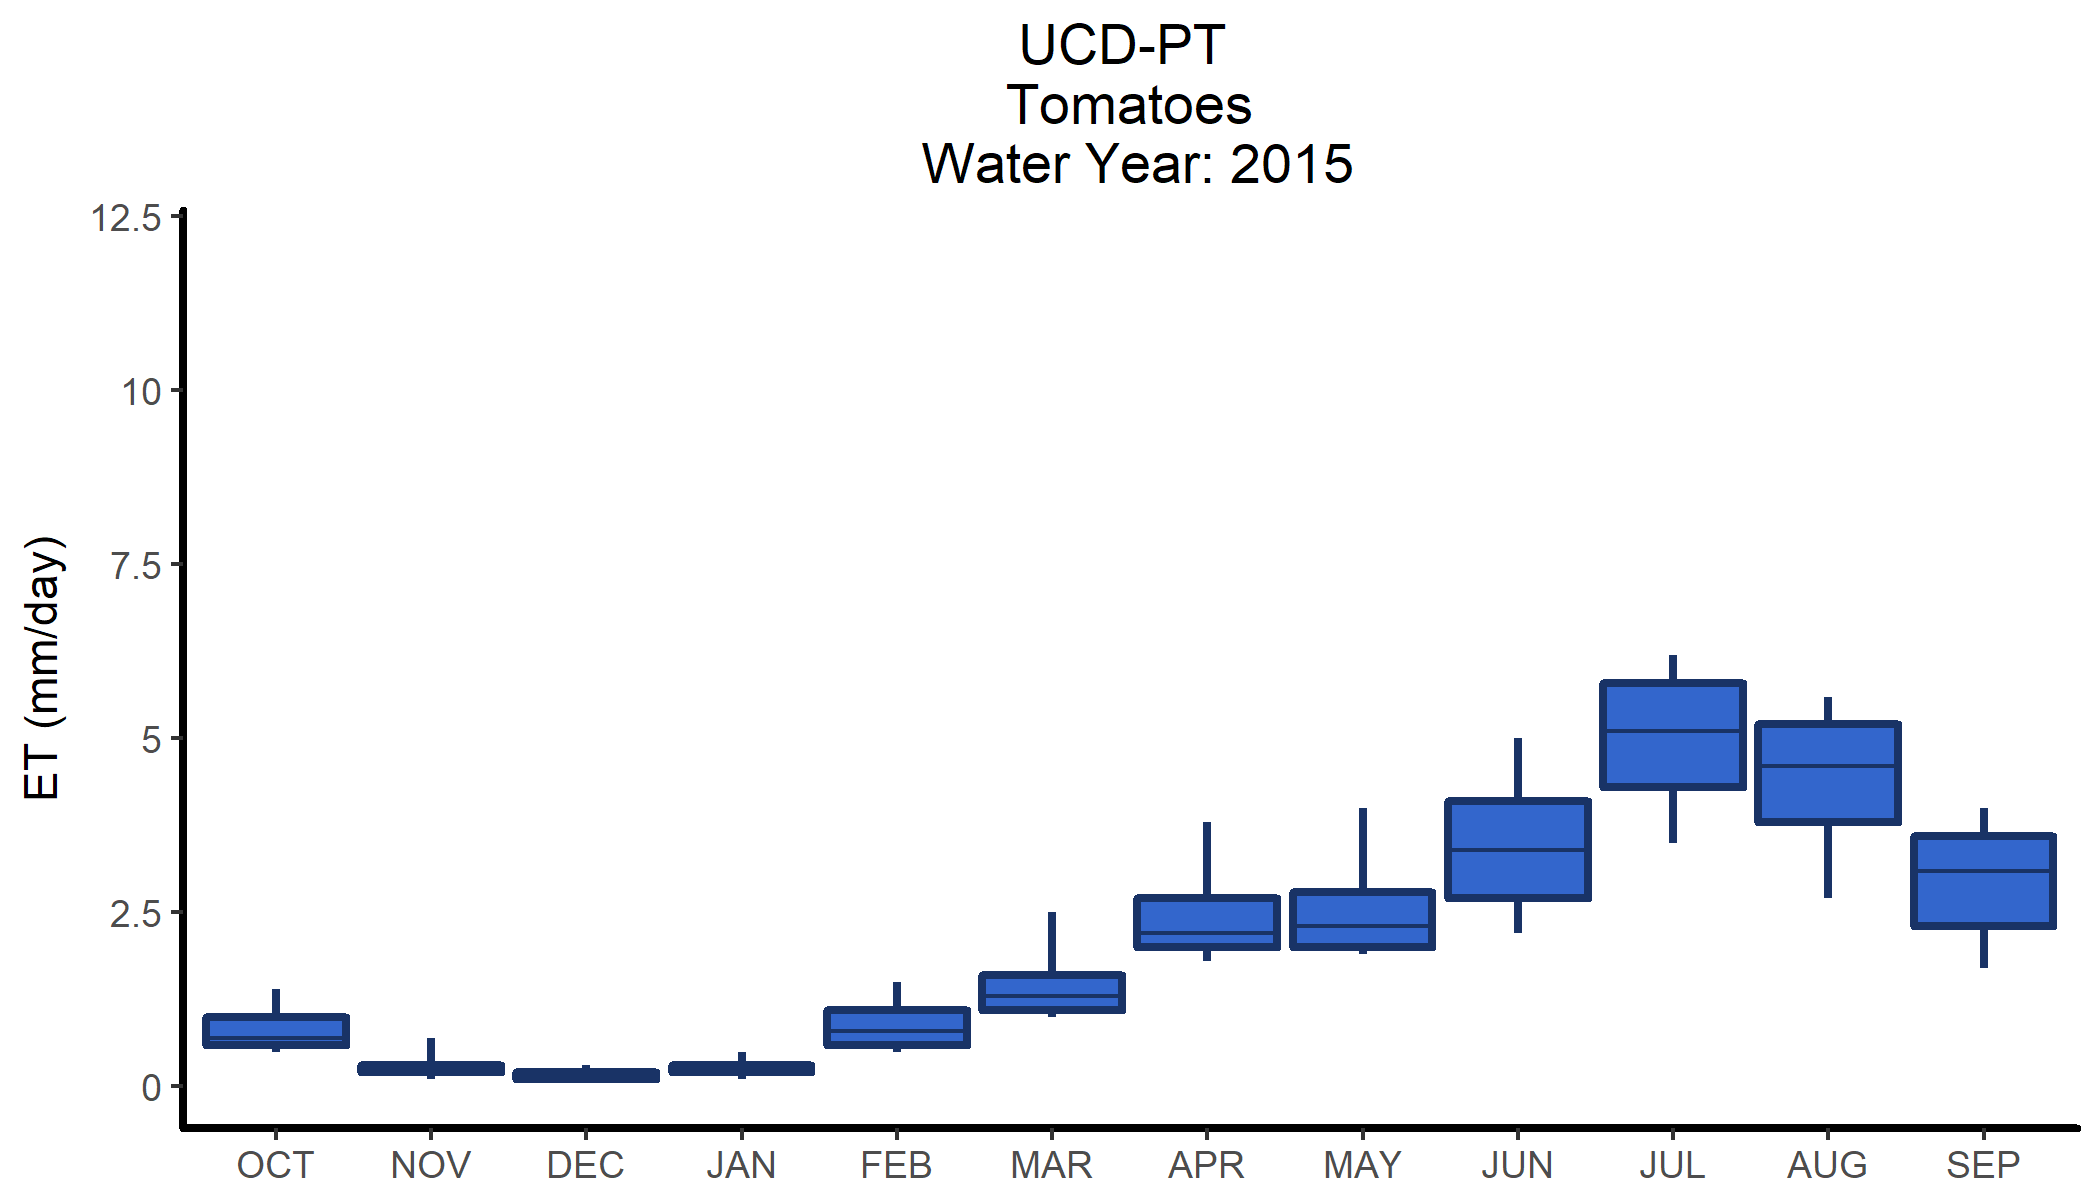 UCD-PT
Tomatoes
Water Year: 2015
12.5
10
7.5
5
2.5
0
ET (mm/day)
OCT NOV DEC JAN FEB MAR APR MAY JUN JUL AUG SEP